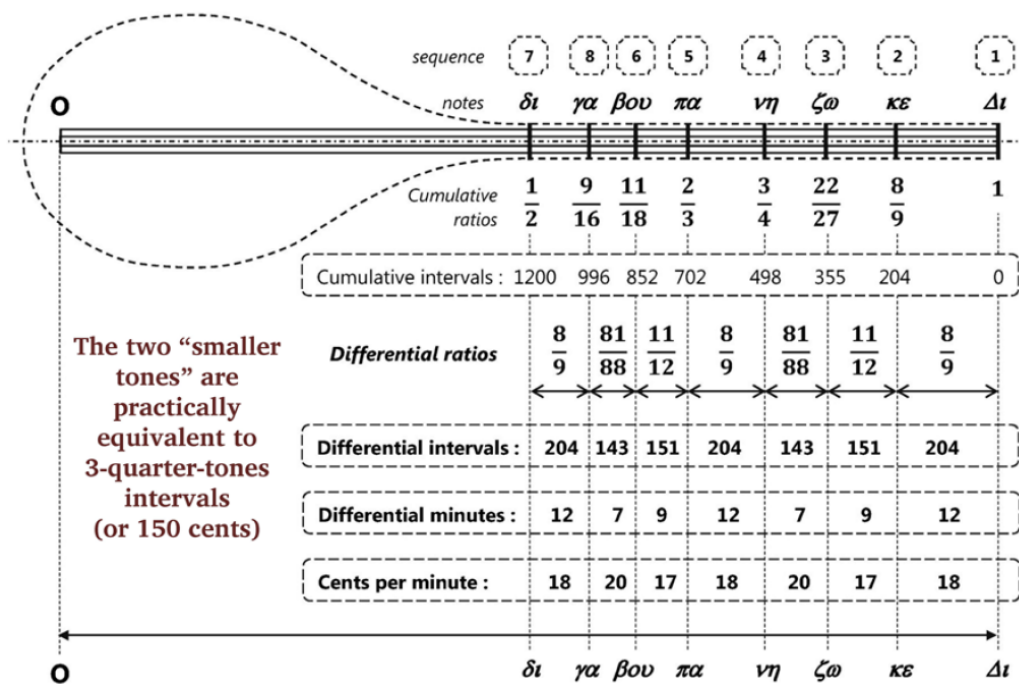 sequence 7 8 6 5 4 3 2 1
O notes δι γα βου πα νη ζω κε Δι
Cumulative ratios 1/2 9/16 11/18 2/3 3/4 22/27 8/9 1
Cumulative intervals : 1200 996 852 702 498 355 204 0
The two “smaller
tones” are
practically
equivalent to
3-quarter-tones
intervals
(or 150 cents)
Differential ratios 8/9 81/88 11/12 8/9 81/88 11/12 8/9
Differential intervals : 204 143 151 204 143 151 204
Differential minutes : 12 7 9 12 7 9 12
Cents per minute : 18 20 17 18 20 17 18
O δι γα βου πα νη ζω κε Δι